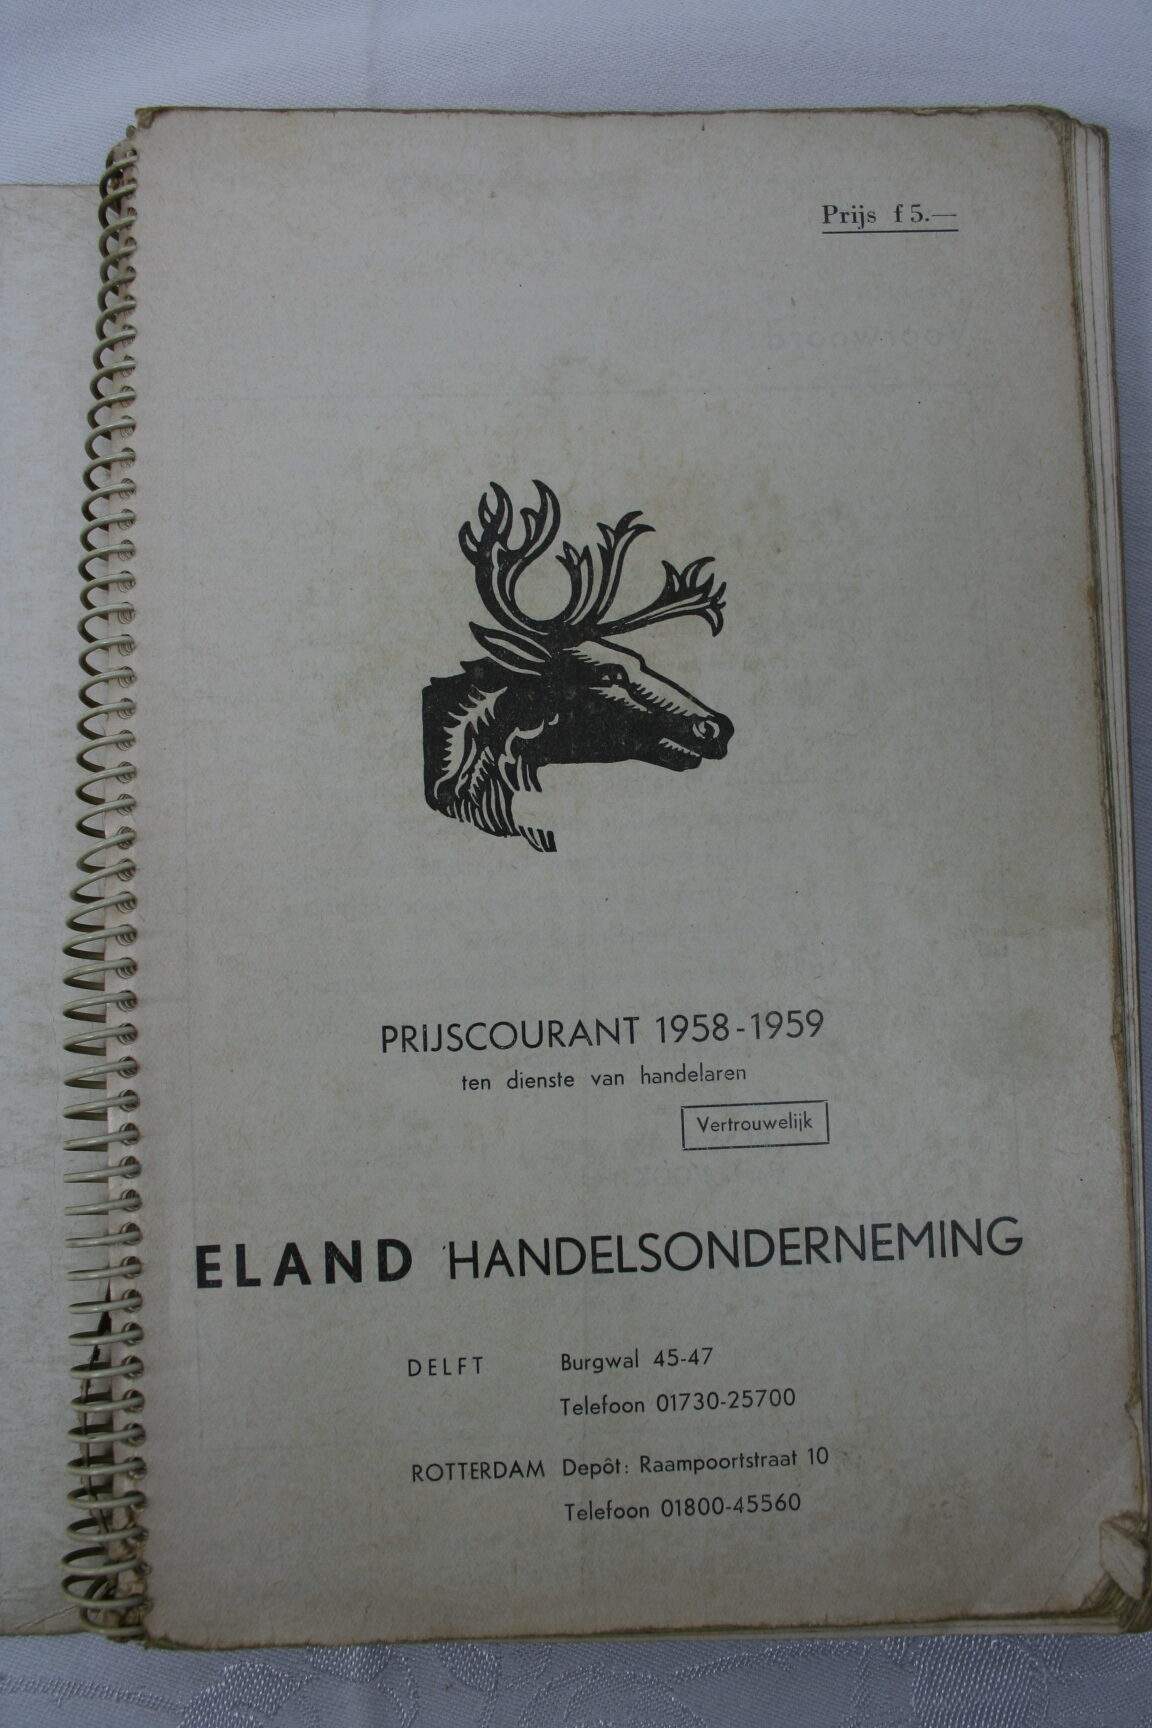 Prijs f 5.—
PRIJSCOURANT 1958-1959
ten dienste van handelaren
Vertrouwelijk
ELAND HANDELSONDERNEMING
DELFT Burgwal 45-47
Telefoon 01730-25700
ROTTERDAM Depôt: Raampoortstraat 10
Telefoon 01800-45560